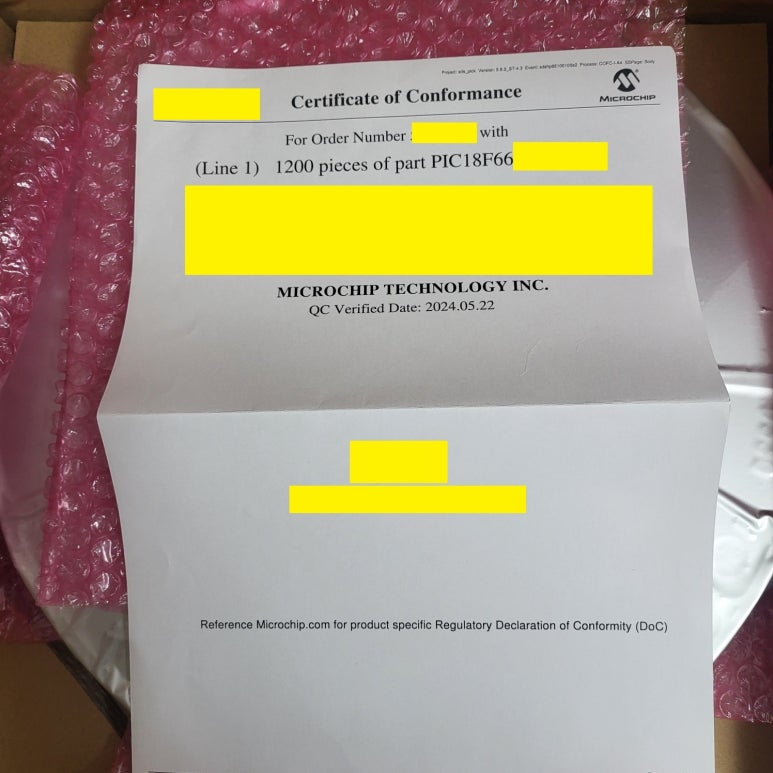 Certificate of Conformance
MICROCHIP
For Order Number : with
(Line 1) 1200 pieces of part PIC18F66
MICROCHIP TECHNOLOGY INC.
QC Verified Date: 2024.05.22
Reference Microchip.com for product specific Regulatory Declaration of Conformity (DoC)